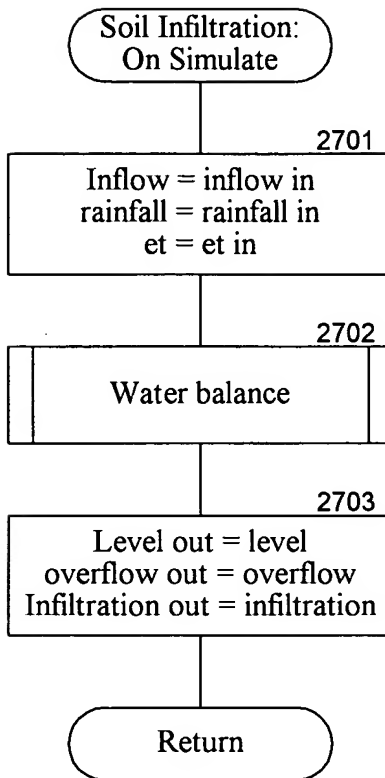 Soil Infiltration:
On Simulate
2701
Inflow = inflow in
rainfall = rainfall in
et = et in
2702
Water balance
2703
Level out = level
overflow out = overflow
Infiltration out = infiltration
Return